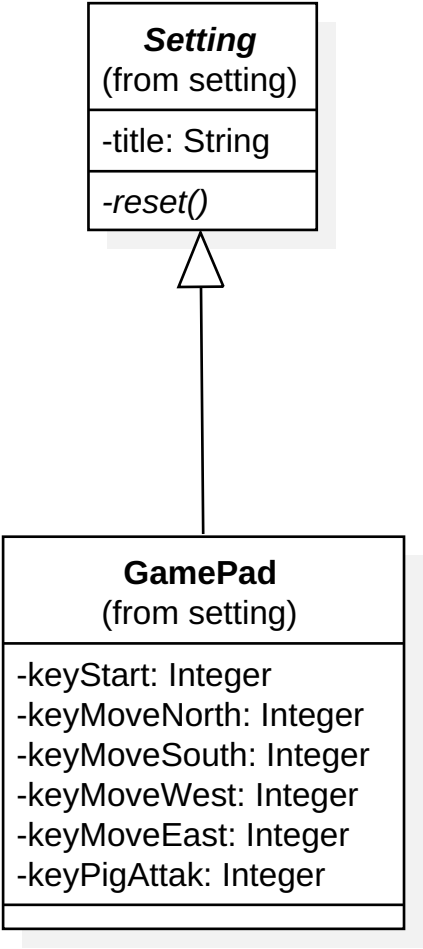 Setting
(from setting)
-title: String
-reset()
GamePad
(from setting)
-keyStart: Integer
-keyMoveNorth: Integer
-keyMoveSouth: Integer
-keyMoveWest: Integer
-keyMoveEast: Integer
-keyPigAttak: Integer